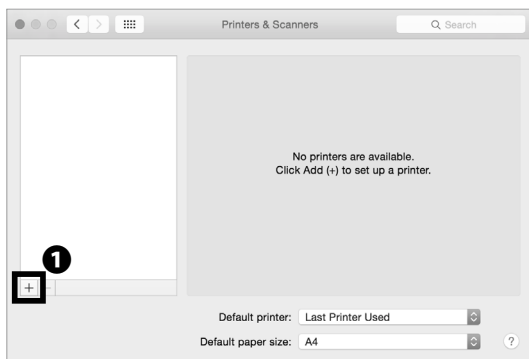 Printers & Scanners
Search
No printers are available.
Click Add (+) to set up a printer.
1
+ −
Default printer: Last Printer Used
Default paper size: A4
?